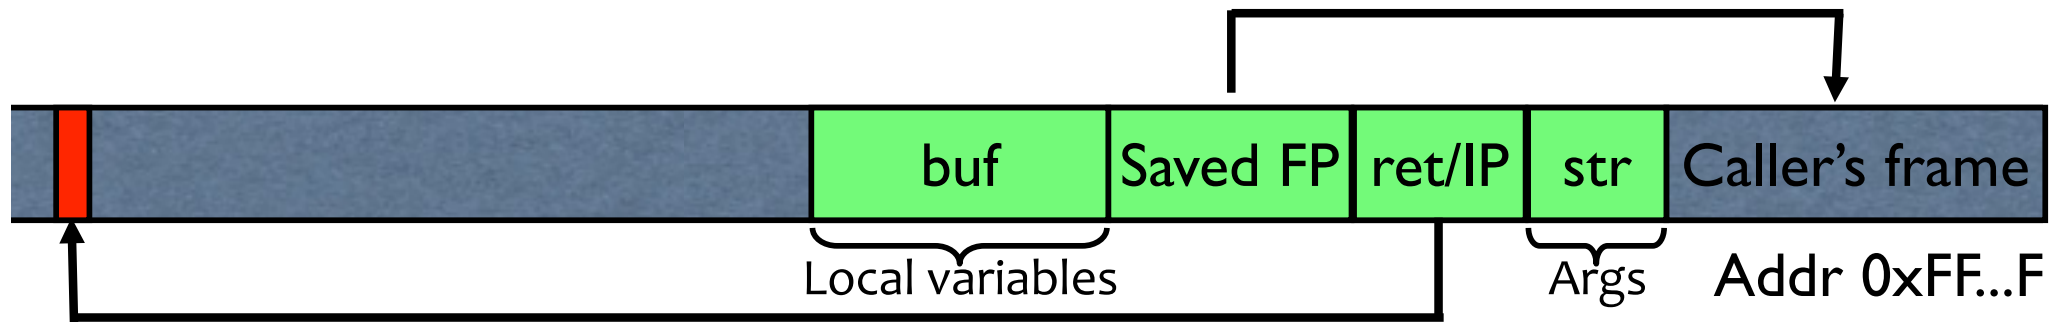 buf Saved FP ret/IP str Caller’s frame
Local variables Args Addr 0xFF...F